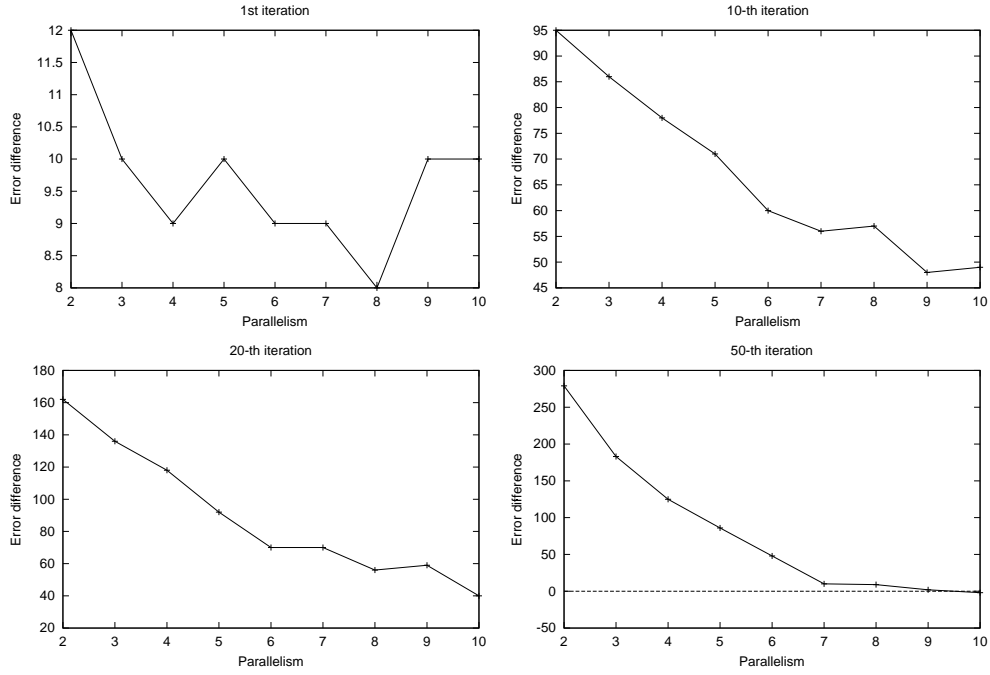 1st iteration
12
11.5
11
10.5
10
9.5
9
8.5
8
Error difference
2 3 4 5 6 7 8 9 10
Parallelism
10-th iteration
95
90
85
80
75
70
65
60
55
50
45
Error difference
2 3 4 5 6 7 8 9 10
Parallelism
20-th iteration
180
160
140
120
100
80
60
40
20
Error difference
2 3 4 5 6 7 8 9 10
Parallelism
50-th iteration
300
250
200
150
100
50
0
-50
Error difference
2 3 4 5 6 7 8 9 10
Parallelism